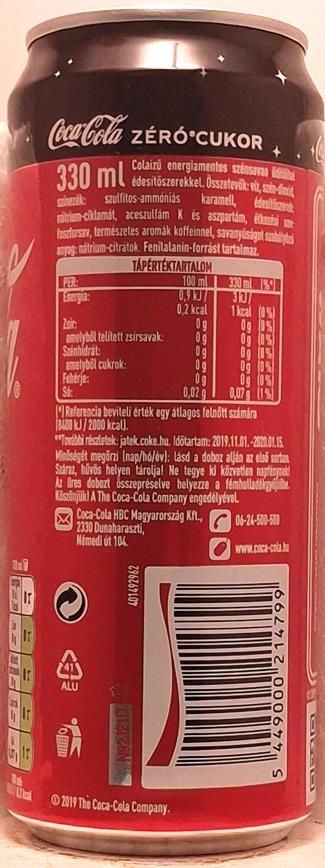 Coca-Cola ZÉRÓ CUKOR
330 ml
Colaízű energiamentes szénsavas üdítőital
édesítőszerekkel. Összetevők: víz, szén-dioxid,
színezék: szulfitos-ammóniás karamell, édesítőszerek:
nátrium-ciklamát, aceszulfám K és aszpartám, étkezési sav:
foszforsav, természetes aromák koffeinnel, savanyúságot szabályozó
anyag: nátrium-citrátok. Fenilalanin-forrást tartalmaz.
TÁPÉRTÉKTARTALOM
PER: 100 ml 330 ml (%*)
Energia: 0,9 kJ / 3 kJ /
0,2 kcal 1 kcal (0%)
Zsír: 0 g 0 g (0%)
amelyből telített zsírsavak: 0 g 0 g (0%)
Szénhidrát: 0 g 0 g (0%)
amelyből cukrok: 0 g 0 g (0%)
Fehérje: 0 g 0 g (0%)
Só: 0,02 g 0,07 g (1%)
*) Referencia beviteli érték egy átlagos felnőtt számára
(8400 kJ / 2000 kcal).
**További részletek: jatek.coke.hu. Időtartam: 2019.11.01.-2020.01.15.
Minőségét megőrzi (nap/hó/év): lásd a doboz alján az első sorban.
Száraz, hűvös helyen tárolja! Ne tegye ki közvetlen napfénynek!
Az üres dobozt összepréselve helyezze a fémhulladékgyűjtőbe.
Köszönjük! A The Coca-Cola Company engedélyével.
Coca-Cola HBC Magyarország Kft.,
2330 Dunaharaszti,
Némedi út 104.
06-24-500-500
www.coca-cola.hu
401492962
41
ALU
5 449000 214799
© 2019 The Coca-Cola Company.